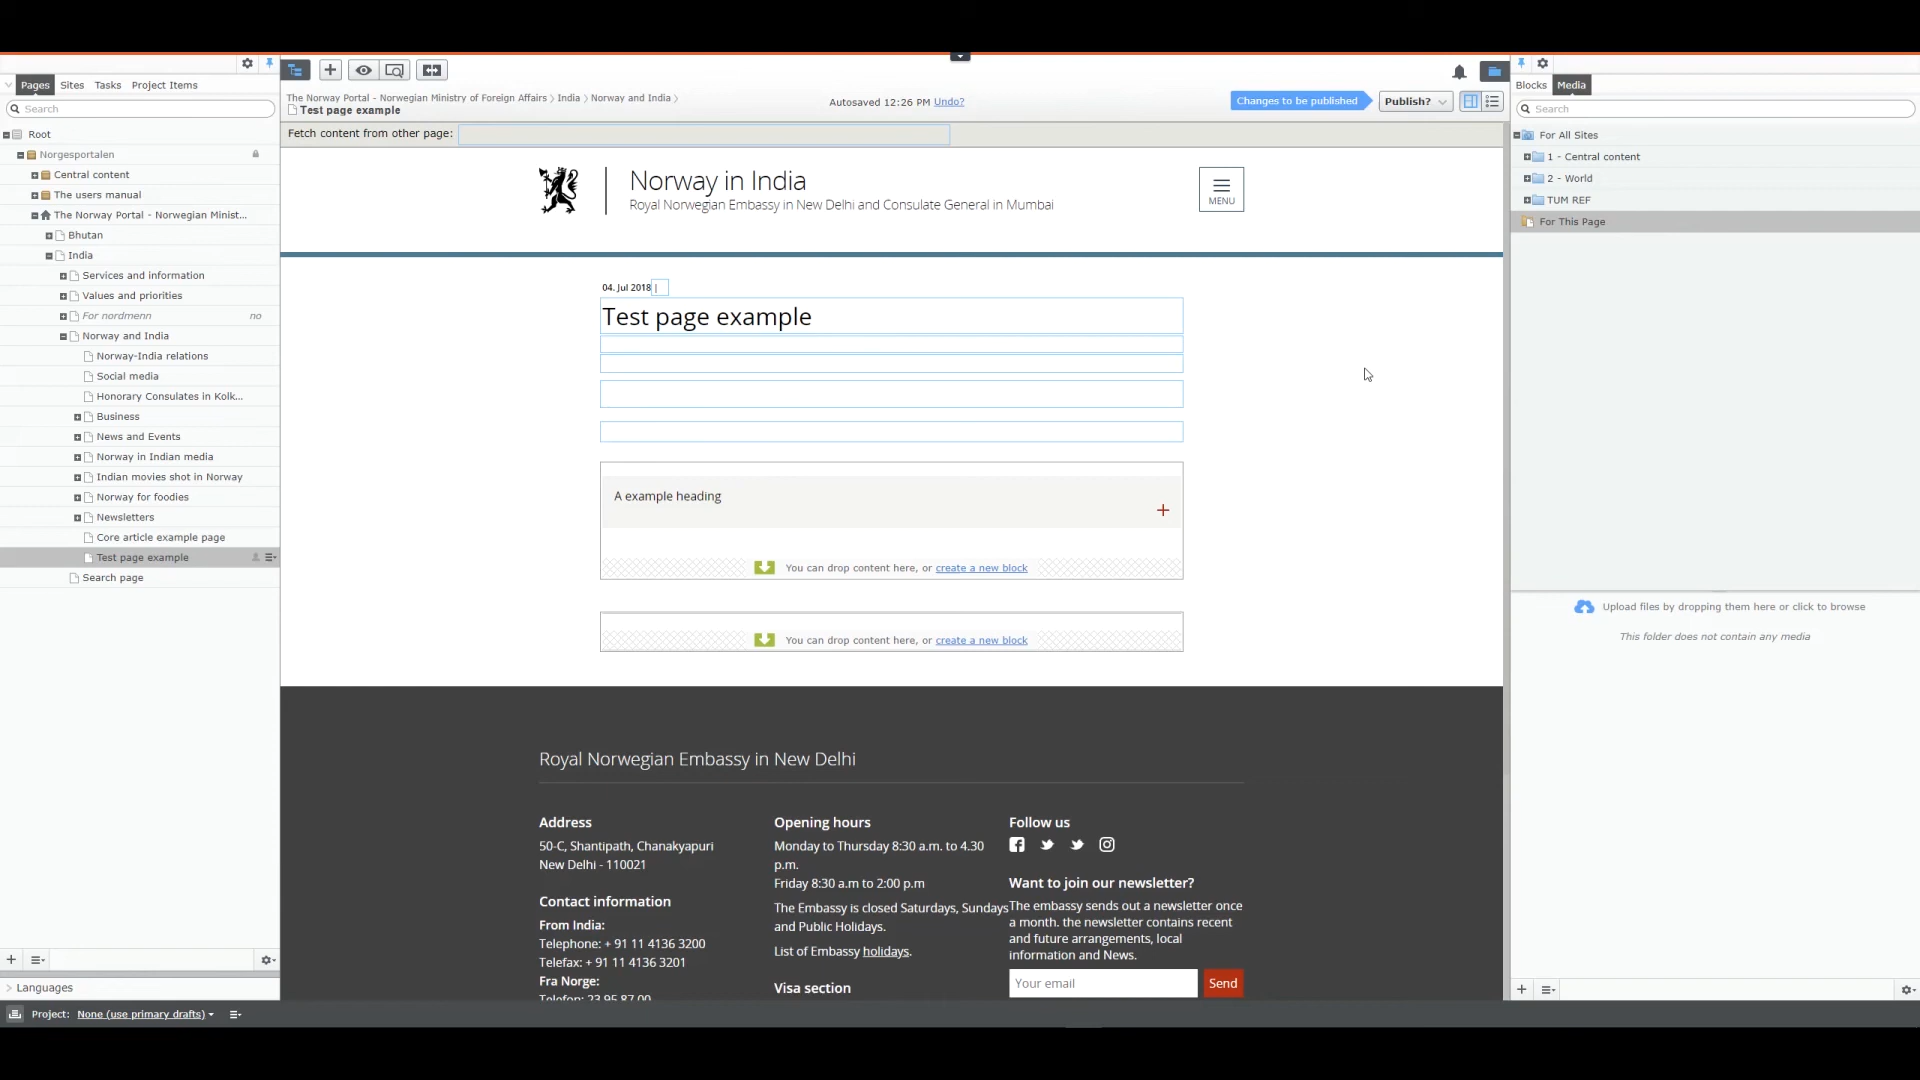 Pages
Sites
Tasks
Project Items
Search
Root
Norgesportalen
Central content
The users manual
The Norway Portal - Norwegian Minist...
Bhutan
India
Services and information
Values and priorities
For nordmenn no
Norway and India
Norway-India relations
Social media
Honorary Consulates in Kolk...
Business
News and Events
Norway in Indian media
Indian movies shot in Norway
Norway for foodies
Newsletters
Core article example page
Test page example
Search page
Languages
Project: None (use primary drafts)
The Norway Portal - Norwegian Ministry of Foreign Affairs > India > Norway and India >
Test page example
Autosaved 12:26 PM Undo?
Changes to be published
Publish?
Fetch content from other page:
Norway in India
Royal Norwegian Embassy in New Delhi and Consulate General in Mumbai
MENU
04. Jul 2018 |
Test page example
A example heading
You can drop content here, or create a new block
You can drop content here, or create a new block
Royal Norwegian Embassy in New Delhi
Address
50-C, Shantipath, Chanakyapuri
New Delhi - 110021
Contact information
From India:
Telephone: + 91 11 4136 3200
Telefax: + 91 11 4136 3201
Fra Norge:
Telefon: 23 95 87 00
Opening hours
Monday to Thursday 8:30 a.m. to 4.30
p.m.
Friday 8:30 a.m to 2:00 p.m
The Embassy is closed Saturdays, Sundays
and Public Holidays.
List of Embassy holidays.
Visa section
Follow us
Want to join our newsletter?
The embassy sends out a newsletter once
a month. the newsletter contains recent
and future arrangements, local
information and News.
Your email
Send
Blocks
Media
Search
For All Sites
1 - Central content
2 - World
TUM REF
For This Page
Upload files by dropping them here or click to browse
This folder does not contain any media